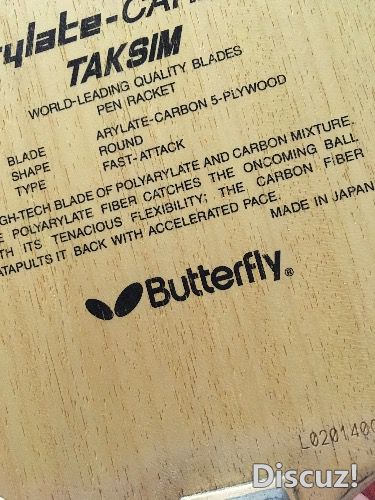 TAKSIM
WORLD-LEADING QUALITY BLADES
PEN RACKET
BLADE ARYLATE-CARBON 5-PLYWOOD
SHAPE ROUND
TYPE FAST-ATTACK
BLADE OF POLYARYLATE AND CARBON MIXTURE.
POLYARYLATE FIBER CATCHES THE ONCOMING BALL
ITS TENACIOUS FLEXIBILITY; THE CARBON FIBER
IT BACK WITH ACCELERATED PACE.
MADE IN JAPAN
Butterfly®
Discuz!